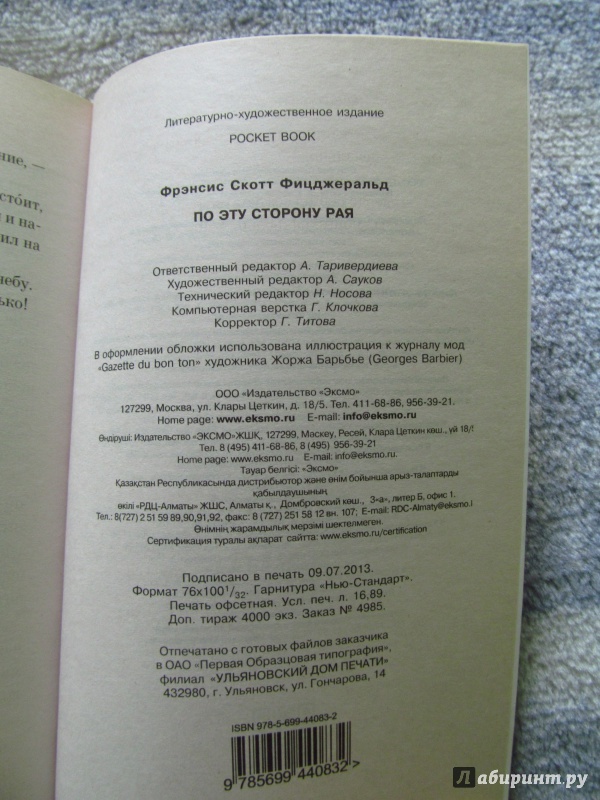 ние, —
сто́ит,
и на-
ил на
небу.
ько!
Литературно-художественное издание
POCKET BOOK
Фрэнсис Скотт Фицджеральд
ПО ЭТУ СТОРОНУ РАЯ
Ответственный редактор А. Таривердиева
Художественный редактор А. Сауков
Технический редактор Н. Носова
Компьютерная верстка Г. Клочкова
Корректор Г. Титова
В оформлении обложки использована иллюстрация к журналу мод
«Gazette du bon ton» художника Жоржа Барбье (Georges Barbier)
ООО «Издательство «Эксмо»
127299, Москва, ул. Клары Цеткин, д. 18/5. Тел. 411-68-86, 956-39-21.
Home page: www.eksmo.ru E-mail: info@eksmo.ru
Өндіруші: Издательство «ЭКСМО»ЖШҚ, 127299, Мәскеу, Ресей, Клара Цеткин көш., үй 18/5
Тел. 8 (495) 411-68-86, 8 (495) 956-39-21
Home page: www.eksmo.ru E-mail: info@eksmo.ru.
Тауар белгісі: «Эксмо»
Қазақстан Республикасында дистрибьютор және өнім бойынша арыз-талаптарды
қабылдаушының
өкілі «РДЦ-Алматы» ЖШС, Алматы қ., Домбровский көш., 3«а», литер Б, офис 1.
Тел.: 8(727) 2 51 59 89,90,91,92, факс: 8 (727) 251 58 12 вн. 107; E-mail: RDC-Almaty@eksmo.
Өнімнің жарамдылық мерзімі шектелмеген.
Сертификация туралы ақпарат сайтта: www.eksmo.ru/certification
Подписано в печать 09.07.2013.
Формат 76x100 1/32. Гарнитура «Нью-Стандарт».
Печать офсетная. Усл. печ. л. 16,89.
Доп. тираж 4000 экз. Заказ № 4985.
Отпечатано с готовых файлов заказчика
в ОАО «Первая Образцовая типография»,
филиал «УЛЬЯНОВСКИЙ ДОМ ПЕЧАТИ»
432980, г. Ульяновск, ул. Гончарова, 14
ISBN 978-5-699-44083-2
9 785699 440832 >
лабиринт.ру